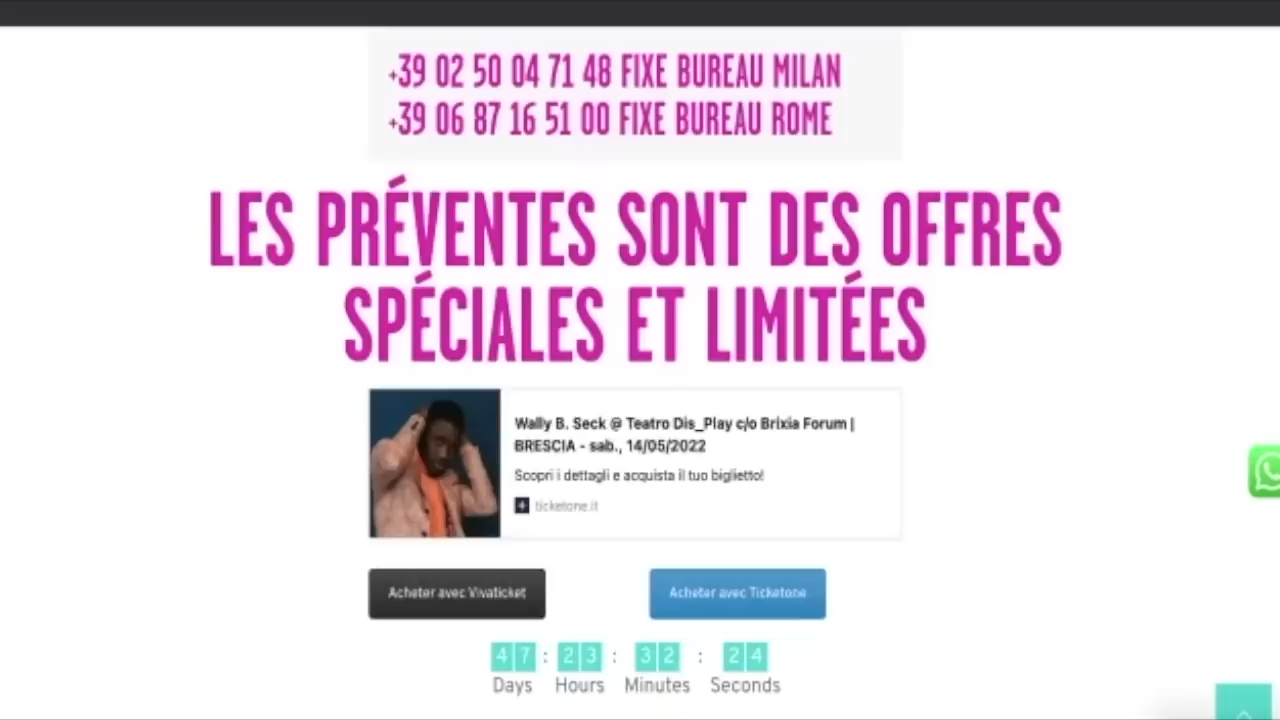 +39 02 50 04 71 48 FIXE BUREAU MILAN
+39 06 87 16 51 00 FIXE BUREAU ROME
LES PRÉVENTES SONT DES OFFRES
SPÉCIALES ET LIMITÉES
Wally B. Seck @ Teatro Dis_Play c/o Brixia Forum |
BRESCIA - sab., 14/05/2022
Scopri i dettagli e acquista il tuo biglietto!
ticketone.it
Acheter avec Vivaticket
Acheter avec Ticketone
47 : 23 : 32 : 24
Days Hours Minutes Seconds